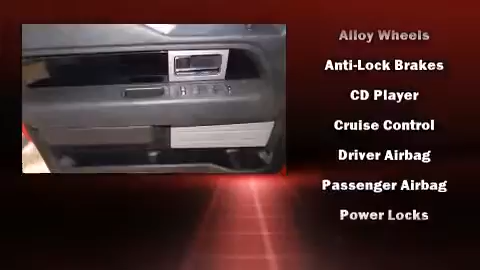 Alloy Wheels
Anti-Lock Brakes
CD Player
Cruise Control
Driver Airbag
Passenger Airbag
Power Locks